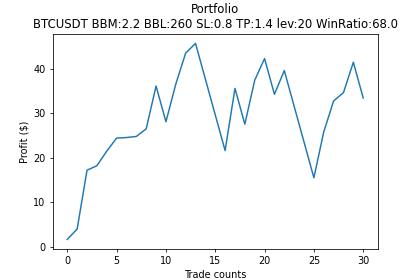 Portfolio
BTCUSDT BBM:2.2 BBL:260 SL:0.8 TP:1.4 lev:20 WinRatio:68.0
40
30
20
10
0
Profit ($)
0 5 10 15 20 25 30
Trade counts